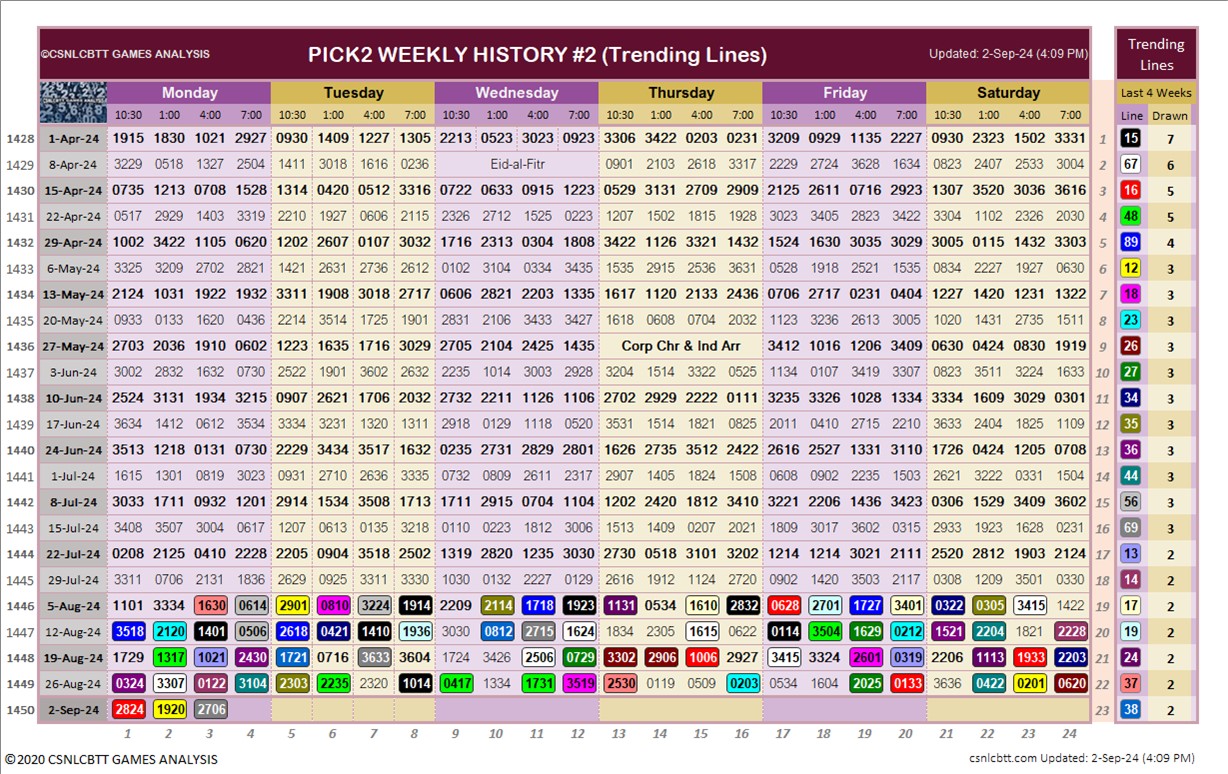 Trending
Lines
©CSNLCBTT GAMES ANALYSIS PICK2 WEEKLY HISTORY #2 (Trending Lines) Updated: 2-Sep-24 (4:09 PM)
Monday Tuesday Wednesday Thursday Friday Saturday Last 4 Weeks
10:30 1:00 4:00 7:00 10:30 1:00 4:00 7:00 10:30 1:00 4:00 7:00 10:30 1:00 4:00 7:00 10:30 1:00 4:00 7:00 10:30 1:00 4:00 7:00 Line Drawn
1428 1-Apr-24 1915 1830 1021 2927 0930 1409 1227 1305 2213 0523 3023 0923 3306 3422 0203 0231 3209 0929 1135 2227 0930 2323 1502 3331 1 15 7
1429 8-Apr-24 3229 0518 1327 2504 1411 3018 1616 0236 Eid-al-Fitr 0901 2103 2618 3317 2229 2724 3628 1634 0823 2407 2533 3004 2 67 6
1430 15-Apr-24 0735 1213 0708 1528 1314 0420 0512 3316 0722 0633 0915 1223 0529 3131 2709 2909 2125 2611 0716 2923 1307 3520 3036 3616 3 16 5
1431 22-Apr-24 0517 2929 1403 3319 2210 1927 0606 2115 2326 2712 1525 0223 1207 1502 1815 1928 3023 3405 2823 3422 3304 1102 2326 2030 4 48 5
1432 29-Apr-24 1002 3422 1105 0620 1202 2607 0107 3032 1716 2313 0304 1808 3422 1126 3321 1432 1524 1630 3035 3029 3005 0115 1432 3303 5 89 4
1433 6-May-24 3325 3209 2702 2821 1421 2631 2736 2614 0102 3104 0334 3435 1535 2915 2536 3631 0528 1918 2521 1535 0834 2227 1927 0630 6 12 3
1434 13-May-24 2124 1031 1922 1932 3311 1908 3018 2717 0606 2821 2203 1335 1617 1120 2133 2436 0706 2717 0231 0404 1227 1420 1231 1322 7 18 3
1435 20-May-24 0933 0133 1620 0436 2214 3514 1725 1901 2831 2106 3433 3427 1618 0608 0704 2032 1123 3236 2613 3005 1020 1431 2735 1511 8 23 3
1436 27-May-24 2703 2036 1910 0602 1223 1635 1716 3023 2705 2104 2425 1435 Corp Chr & Ind Arr 3412 1016 1206 3409 0630 0424 0830 1919 9 26 3
1437 3-Jun-24 3002 2832 1632 0730 2522 1901 3602 2632 2235 1014 3003 2928 3204 1514 3322 0525 1134 0107 3419 3307 0823 3511 3224 1633 10 27 3
1438 10-Jun-24 2524 3131 1934 3215 0907 2621 1706 2032 2732 2211 1126 1106 2702 2929 2222 0111 3235 3326 1028 1334 3334 1609 3029 0301 11 34 3
1439 17-Jun-24 3634 1412 0612 3534 3334 3231 1320 1311 2918 0129 1118 0520 3531 1514 1821 0825 2011 0410 2715 2210 3633 2404 1825 1109 12 35 3
1440 24-Jun-24 3513 1218 0131 0730 2229 3434 3517 1632 0235 2731 2829 2801 1626 2735 3512 2422 2616 2527 1331 3110 1726 0424 1205 0708 13 36 3
1441 1-Jul-24 1615 1301 0819 3023 0931 2710 2636 3333 0732 0809 2611 2317 2907 1405 1824 1508 0608 0902 2235 1503 2621 3222 0331 1504 14 44 3
1442 8-Jul-24 3033 1711 0932 1201 2914 1534 3508 1713 1711 2915 0704 1104 1202 2420 1812 3410 3221 2206 1436 3423 0306 1529 3409 3602 15 56 3
1443 15-Jul-24 3408 3507 3004 0617 1207 0613 0135 3218 0110 0223 1812 3006 1513 1409 0207 2021 1809 3017 3602 0315 2933 1923 1628 0231 16 69 3
1444 22-Jul-24 0208 2125 0410 2228 2205 0904 3518 2502 1319 2820 1235 3030 2730 0518 3101 3202 1214 1214 3021 2111 2520 2812 1903 2124 17 13 2
1445 29-Jul-24 3311 0706 2131 1836 2629 0925 3311 3330 1030 0132 2227 0129 2616 1912 1124 2720 0902 1420 3503 2117 0308 1209 3501 0330 18 14 2
1446 5-Aug-24 1101 3334 1630 0614 2901 0810 3224 1914 2209 2114 1718 1923 1131 0534 1610 2832 0628 2701 1727 3401 0322 0305 3415 1422 19 17 2
1447 12-Aug-24 3518 2120 1401 0506 2618 0421 1410 1936 3030 0812 2715 1624 1834 2305 1615 0622 0114 3504 1629 0212 1521 2204 1821 2228 20 19 2
1448 19-Aug-24 1729 1317 1021 2430 1721 0716 3633 3604 1724 3426 2506 0729 3302 2906 1006 2927 3415 3324 2601 0319 2206 1113 1933 2203 21 24 2
1449 26-Aug-24 0324 3307 0122 3104 2303 2235 2320 1014 0417 1334 1731 3519 2530 0119 0509 0203 0534 1604 2025 0133 3636 0422 0201 0620 22 37 2
1450 2-Sep-24 2824 1920 2706 23 38 2
1 2 3 4 5 6 7 8 9 10 11 12 13 14 15 16 17 18 19 20 21 22 23 24
©2020 CSNLCBTT GAMES ANALYSIS csnlcbtt.com Updated: 2-Sep-24 (4:09 PM)